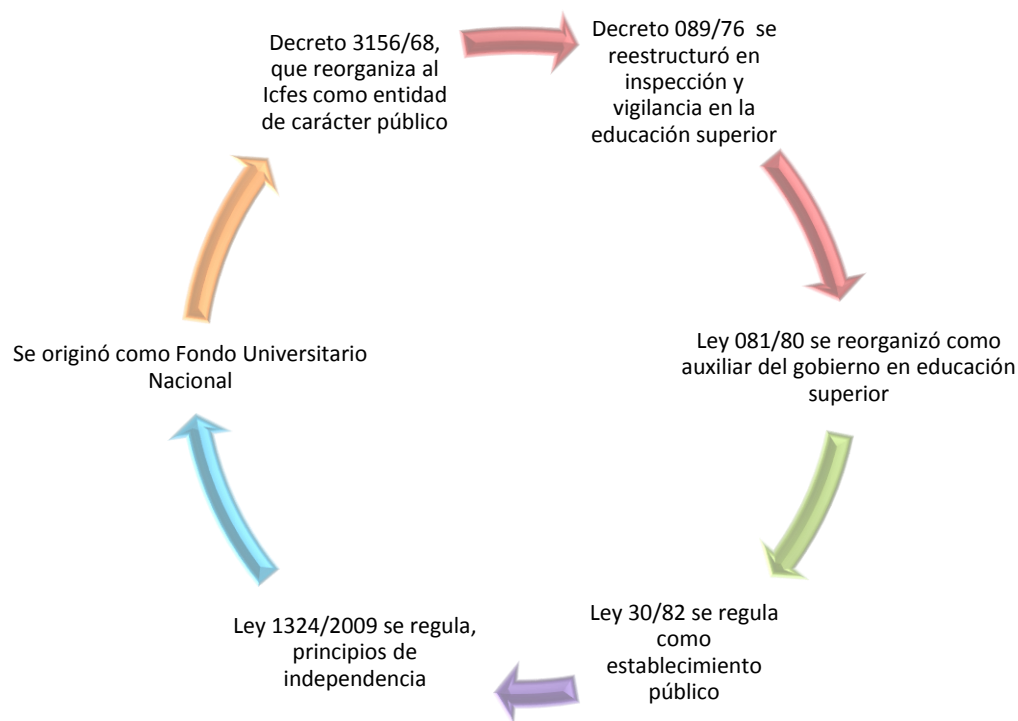 Decreto 3156/68,
que reorganiza al
Icfes como entidad
de carácter público
Decreto 089/76 se
reestructuró en
inspección y
vigilancia en la
educación superior
Ley 081/80 se reorganizó como
auxiliar del gobierno en educación
superior
Ley 30/82 se regula
como
establecimiento
público
Ley 1324/2009 se regula,
principios de
independencia
Se originó como Fondo Universitario
Nacional